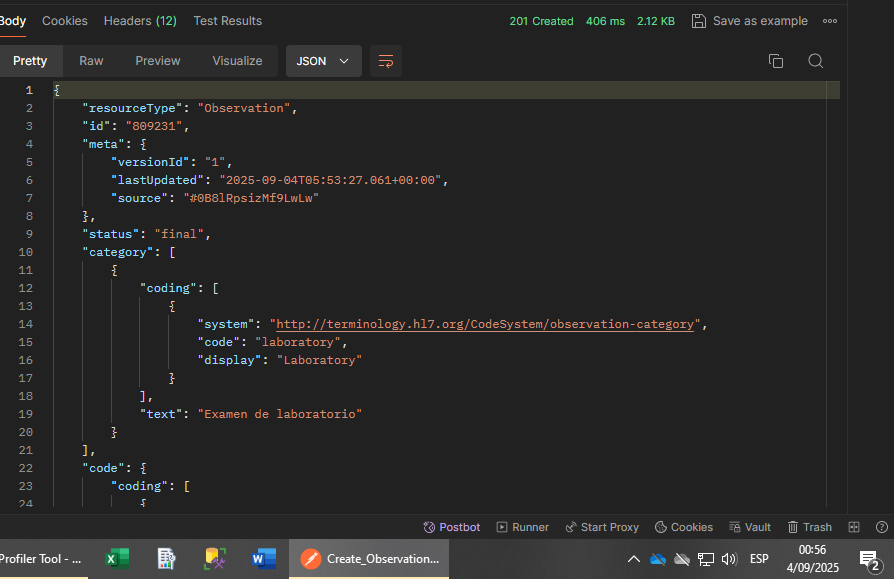 Body Cookies Headers (12) Test Results 201 Created 406 ms 2.12 KB Save as example
Pretty Raw Preview Visualize JSON
1 {
2 "resourceType": "Observation",
3 "id": "809231",
4 "meta": {
5 "versionId": "1",
6 "lastUpdated": "2025-09-04T05:53:27.061+00:00",
7 "source": "#0B8lRpsizMf9LwLw"
8 },
9 "status": "final",
10 "category": [
11 {
12 "coding": [
13 {
14 "system": "http://terminology.hl7.org/CodeSystem/observation-category",
15 "code": "laboratory",
16 "display": "Laboratory"
17 }
18 ],
19 "text": "Examen de laboratorio"
20 }
21 ],
22 "code": {
23 "coding": [
24 {
Postbot Runner Start Proxy Cookies Vault Trash
Profiler Tool - ... Create_Observation... ESP 00:56
4/09/2025 2